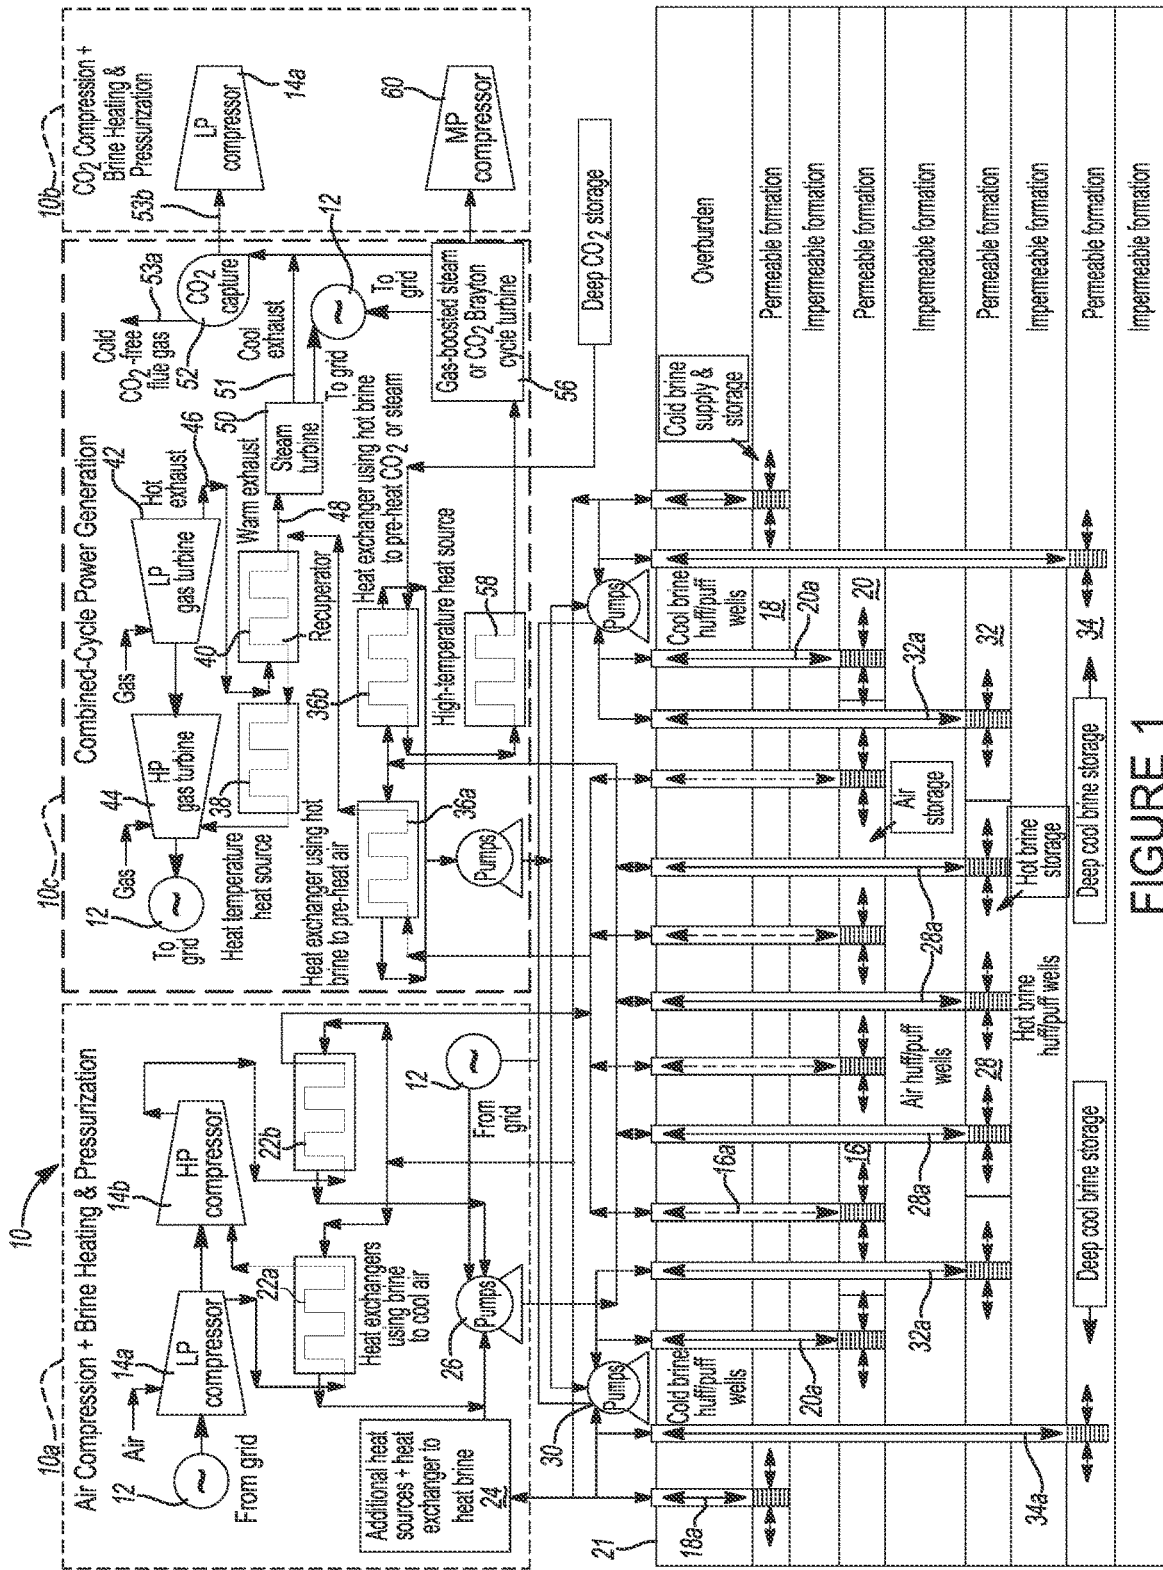 10
10a
Air Compression + Brine Heating & Pressurization
12
From grid
Air
14a
LP
compressor
14b
HP
compressor
22a
22b
Heat exchangers
using brine
to cool air
Additional heat
sources + heat
exchanger to
heat brine
24
26
Pumps
12
From
grid
10c
Combined-Cycle Power Generation
12
To
grid
Gas
44
HP
gas turbine
Gas
LP
gas turbine
42
Hot
exhaust
46
38
Heat temperature
heat source
40
Recuperator
Warm exhaust
48
50
Steam
turbine
51
Cool
exhaust
To grid
12
To
grid
Cold
CO2-free
flue gas
53a
52
CO2
capture
Heat exchanger using hot
brine to pre-heat air
36a
Pumps
36b
Heat exchanger using hot brine
to pre-heat CO2 or steam
High-temperature heat source
58
Gas-boosted steam
or CO2 Brayton
cycle turbine
56
10b
CO2 Compression +
Brine Heating &
Pressurization
53b
LP
compressor
14a
MP
compressor
60
Deep CO2 storage
30
Pumps
Pumps
21
18a
Cold brine
huff/puff
wells
20a
34a
32a
16a
16
28a
Air huff/puff
wells
28
Hot brine
huff/puff wells
28a
Air
storage
Hot brine
storage
Deep cool brine storage
Deep cool brine storage
32a
Cool brine
huff/puff
wells
18
20a
20
32
34
Cold brine
supply &
storage
Overburden
Permeable formation
Impermeable formation
Permeable formation
Impermeable formation
Permeable formation
Impermeable formation
Permeable formation
Impermeable formation
FIGURE 1